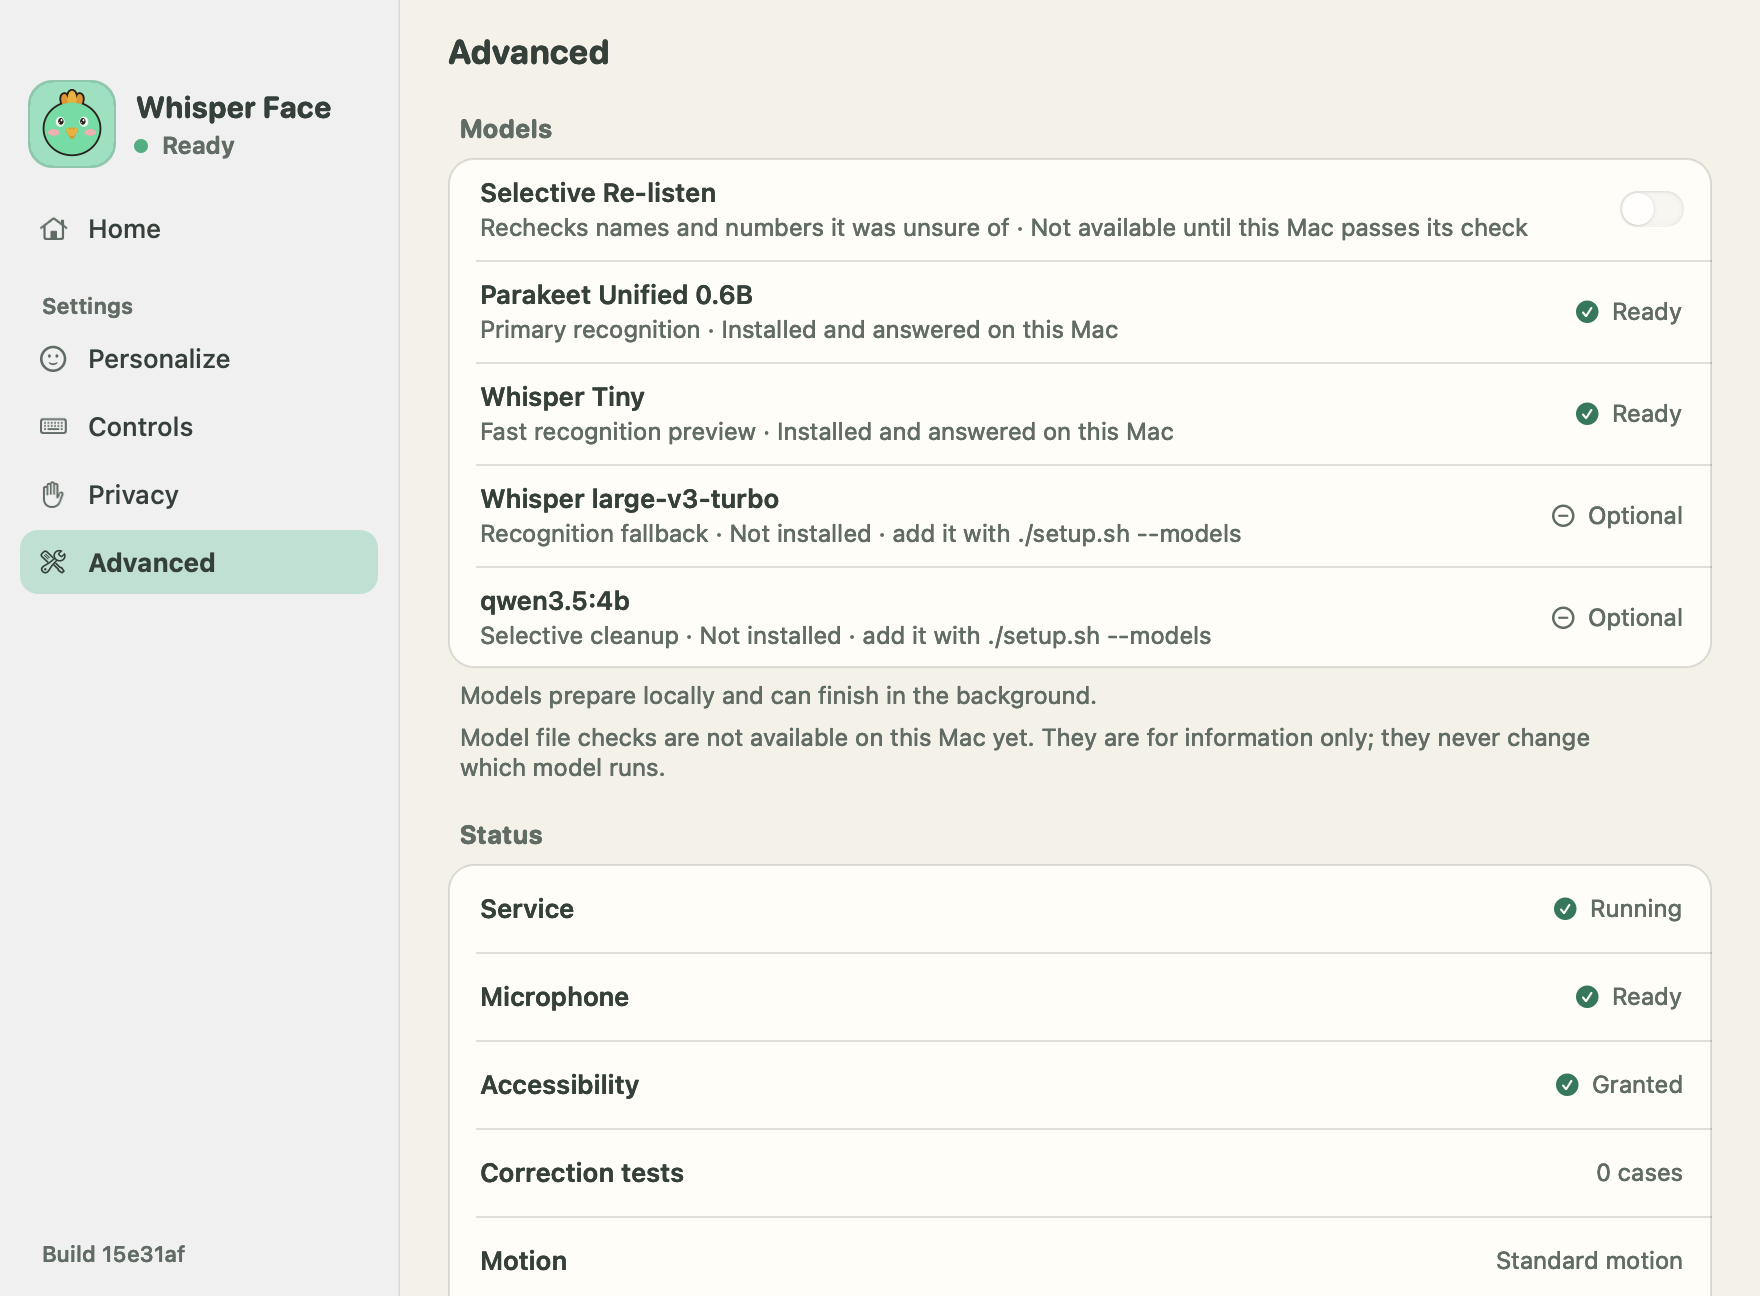 Whisper Face
Ready
Home
Settings
Personalize
Controls
Privacy
Advanced
Build 15e31af
Advanced
Models
Selective Re-listen
Rechecks names and numbers it was unsure of · Not available until this Mac passes its check
Parakeet Unified 0.6B
Primary recognition · Installed and answered on this Mac
Ready
Whisper Tiny
Fast recognition preview · Installed and answered on this Mac
Ready
Whisper large-v3-turbo
Recognition fallback · Not installed · add it with ./setup.sh --models
Optional
qwen3.5:4b
Selective cleanup · Not installed · add it with ./setup.sh --models
Optional
Models prepare locally and can finish in the background.
Model file checks are not available on this Mac yet. They are for information only; they never change
which model runs.
Status
Service
Running
Microphone
Ready
Accessibility
Granted
Correction tests
0 cases
Motion
Standard motion